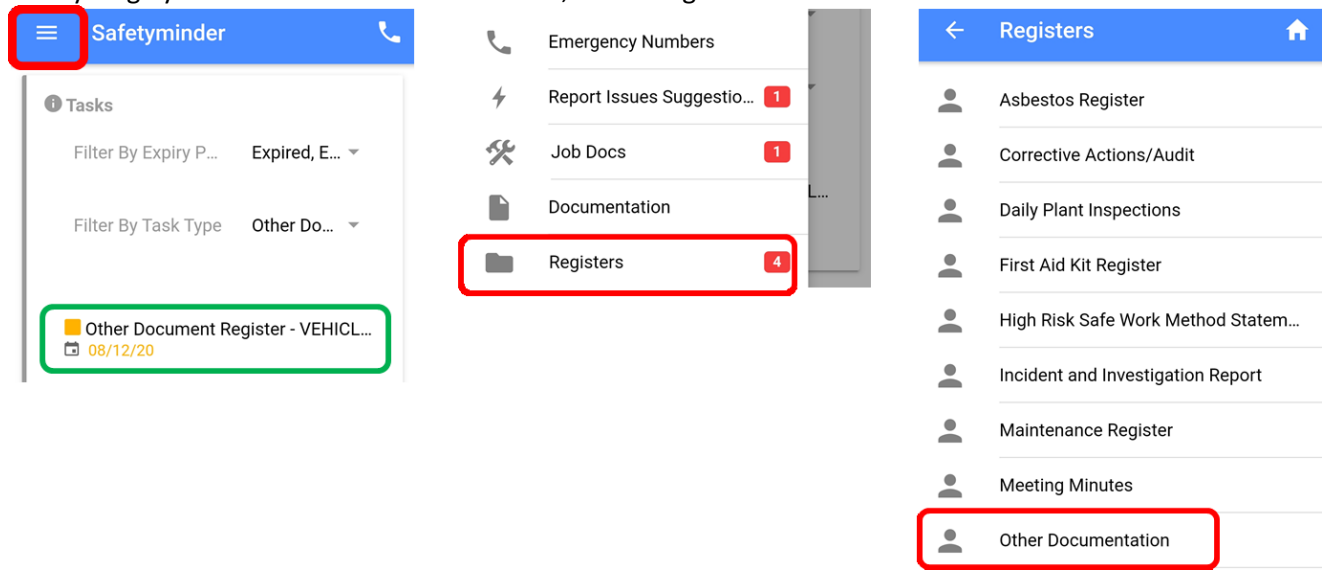 Safetyminder
Tasks
Filter By Expiry P... Expired, E...
Filter By Task Type Other Do...
Other Document Register - VEHICL...
08/12/20
Emergency Numbers
Report Issues Suggestio... 1
Job Docs 1
Documentation
L...
Registers 4
Registers
Asbestos Register
Corrective Actions/Audit
Daily Plant Inspections
First Aid Kit Register
High Risk Safe Work Method Statem...
Incident and Investigation Report
Maintenance Register
Meeting Minutes
Other Documentation